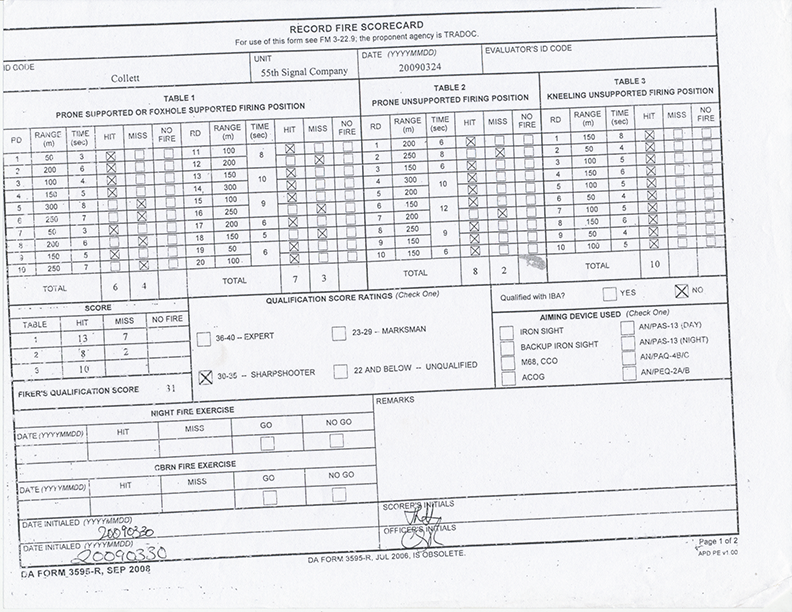 RECORD FIRE SCORECARD
For use of this form see FM 3-22.9; the proponent agency is TRADOC.
ID CODE
Collett
UNIT
55th Signal Company
DATE (YYYYMMDD)
20090324
EVALUATOR'S ID CODE
TABLE 1
PRONE SUPPORTED OR FOXHOLE SUPPORTED FIRING POSITION
RD RANGE (m) TIME (sec) HIT MISS NO FIRE RD RANGE (m) TIME (sec) HIT MISS NO FIRE
1 50 3 11 100 8
2 200 6 12 200
3 100 4 13 150 10
4 150 5 14 300
5 300 8 15 100 9
6 250 7 16 250
7 50 3 17 200 6
8 200 6 18 150 5
9 150 5 19 50 6
10 250 7 20 100
TOTAL 6 4 TOTAL 7 3
TABLE 2
PRONE UNSUPPORTED FIRING POSITION
RD RANGE (m) TIME (sec) HIT MISS NO FIRE
1 200 6
2 250 8
3 150 6
4 300 10
5 200
6 150 12
7 200
8 250 9
9 150
10 150 6
TOTAL 8 2
TABLE 3
KNEELING UNSUPPORTED FIRING POSITION
RD RANGE (m) TIME (sec) HIT MISS NO FIRE
1 150 8
2 50 4
3 100 5
4 150 6
5 100 5
6 50 4
7 100 5
8 150 6
9 50 4
10 100 5
TOTAL 10
SCORE
TABLE HIT MISS NO FIRE
1 13 7
2 8 2
3 10
FIRER'S QUALIFICATION SCORE 31
QUALIFICATION SCORE RATINGS (Check One)
36-40 -- EXPERT
23-29 -- MARKSMAN
30-35 -- SHARPSHOOTER
22 AND BELOW -- UNQUALIFIED
Qualified with IBA? YES NO
AIMING DEVICE USED (Check One)
IRON SIGHT AN/PAS-13 (DAY)
BACKUP IRON SIGHT AN/PAS-13 (NIGHT)
M68, CCO AN/PAQ-4B/C
ACOG AN/PEQ-2A/B
NIGHT FIRE EXERCISE
DATE (YYYYMMDD) HIT MISS GO NO GO
CBRN FIRE EXERCISE
DATE (YYYYMMDD) HIT MISS GO NO GO
REMARKS
DATE INITIALED (YYYYMMDD)
20090330
SCORER'S INITIALS
DATE INITIALED (YYYYMMDD)
20090330
OFFICER'S INITIALS
DA FORM 3595-R, SEP 2008
DA FORM 3595-R, JUL 2006, IS OBSOLETE.
Page 1 of 2
APD PE v1.00